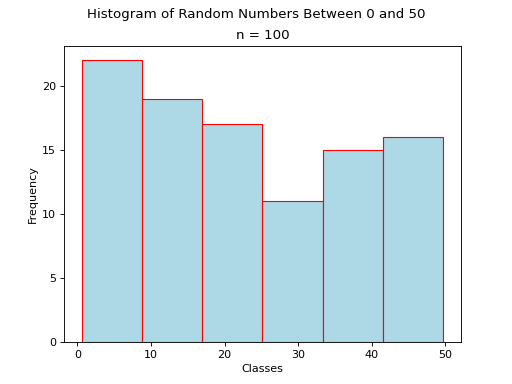 Histogram of Random Numbers Between 0 and 50
n = 100
20
15
10
5
0
Frequency
0 10 20 30 40 50
Classes